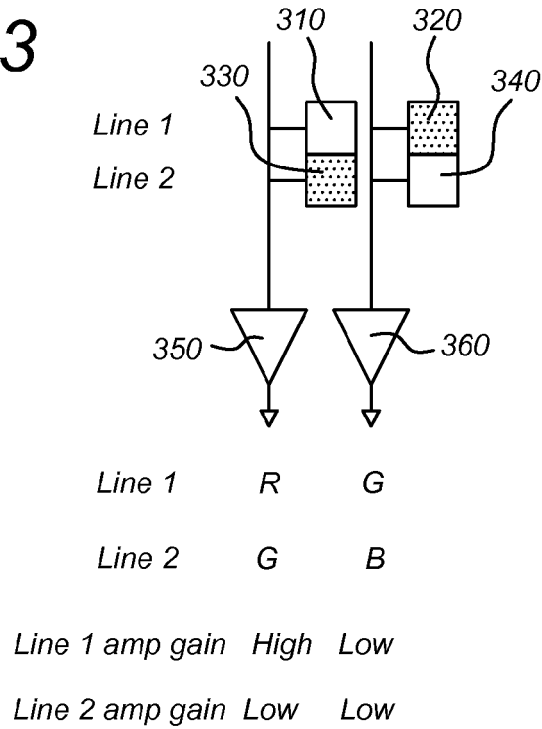 3
310 320
330 340
Line 1
Line 2
350 360
Line 1 R G
Line 2 G B
Line 1 amp gain High Low
Line 2 amp gain Low Low